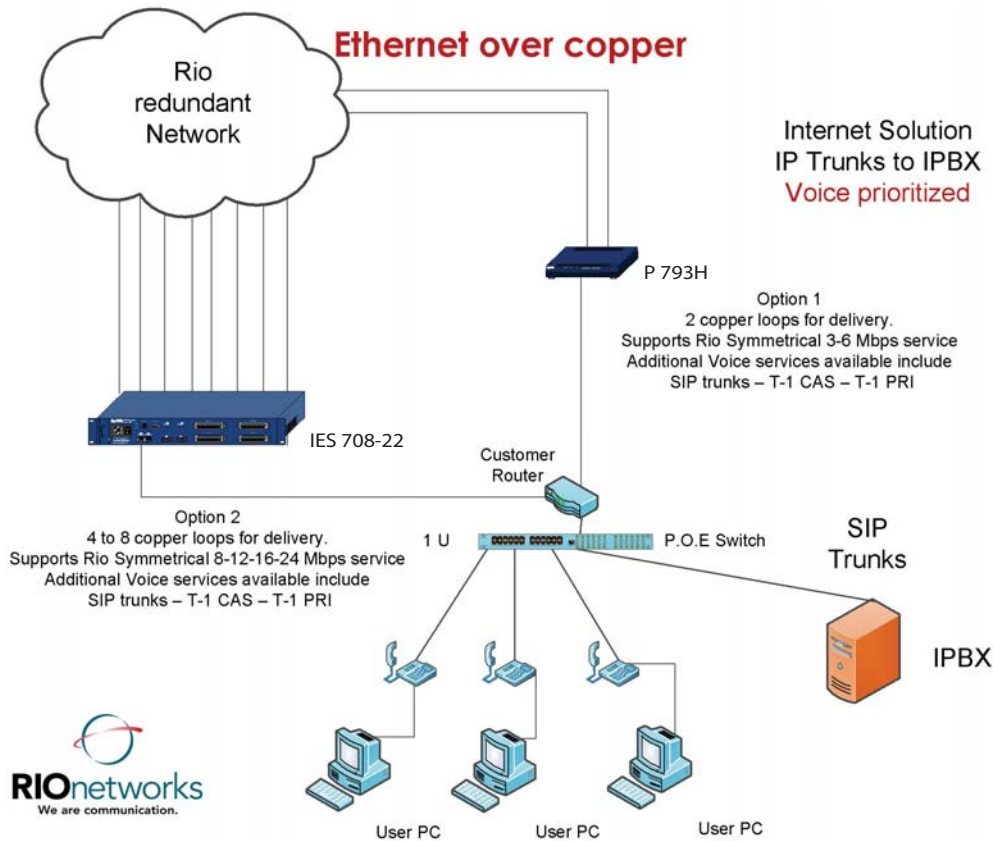 Ethernet over copper
Rio
redundant
Network
Internet Solution
IP Trunks to IPBX
Voice prioritized
P 793H
Option 1
2 copper loops for delivery.
Supports Rio Symmetrical 3-6 Mbps service
Additional Voice services available include
SIP trunks – T-1 CAS – T-1 PRI
IES 708-22
Customer
Router
Option 2
4 to 8 copper loops for delivery.
Supports Rio Symmetrical 8-12-16-24 Mbps service
Additional Voice services available include
SIP trunks – T-1 CAS – T-1 PRI
1 U
P.O.E Switch
SIP
Trunks
IPBX
RIOnetworks
We are communication.
User PC
User PC
User PC